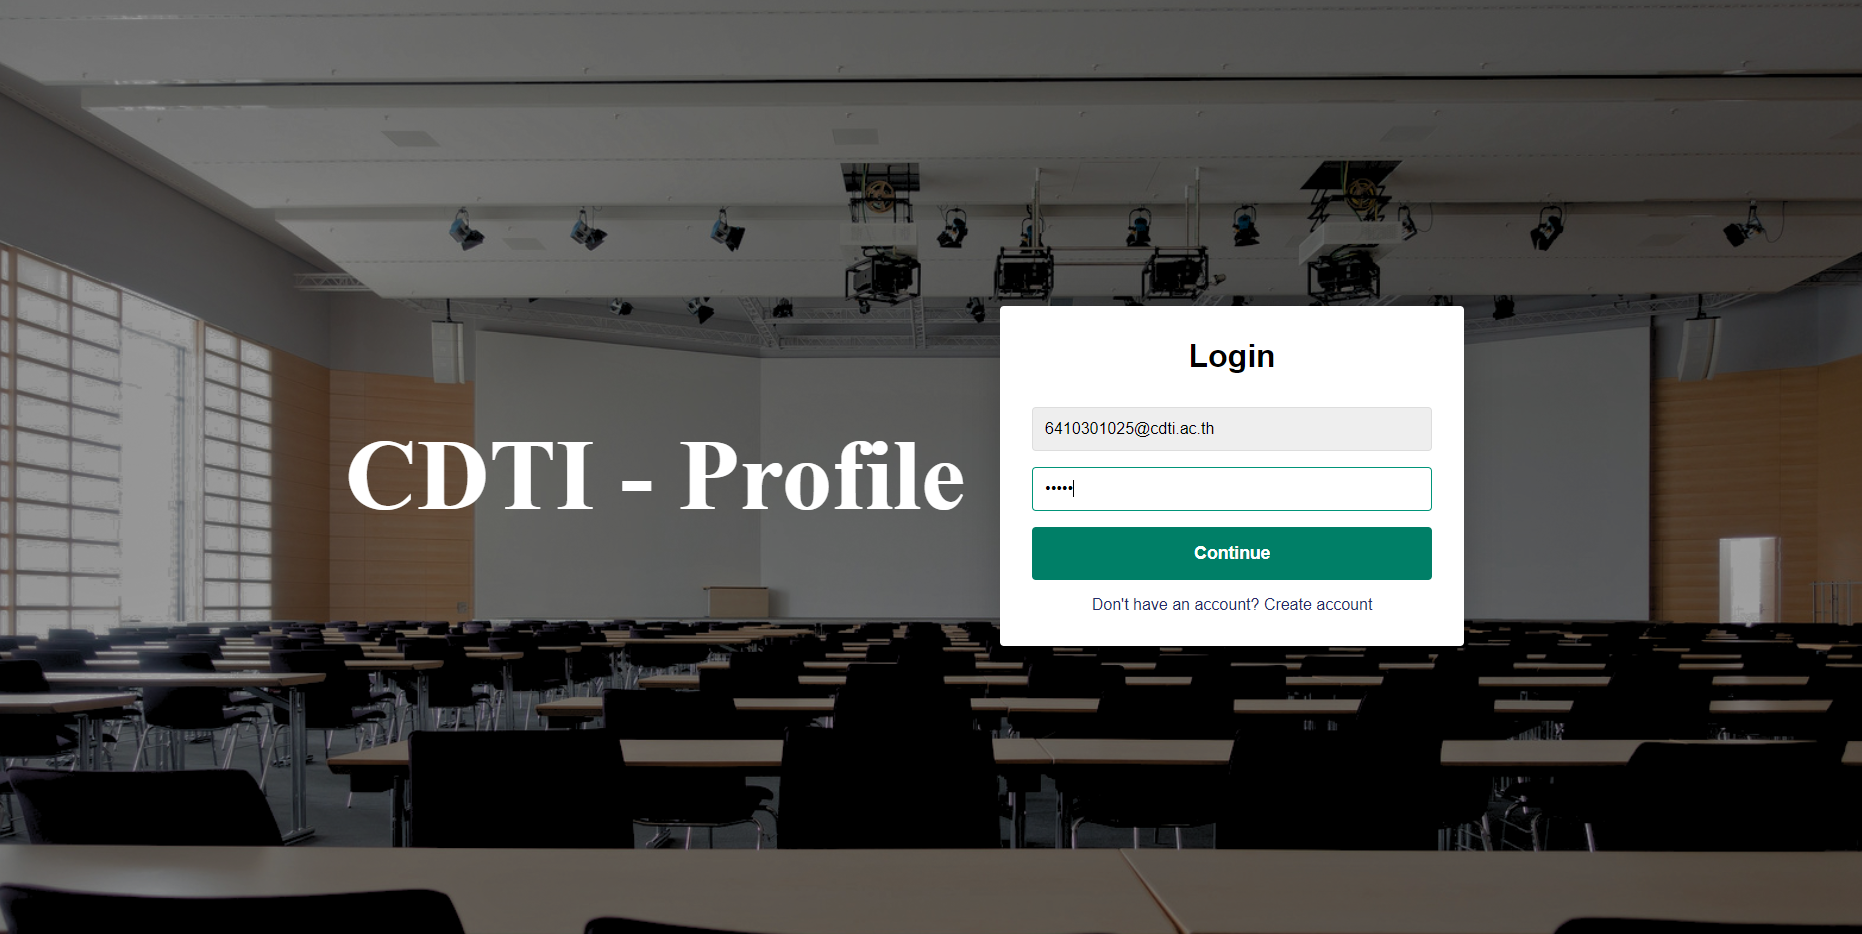 CDTI - Profile
Login
6410301025@cdti.ac.th
•••••
Continue
Don't have an account? Create account